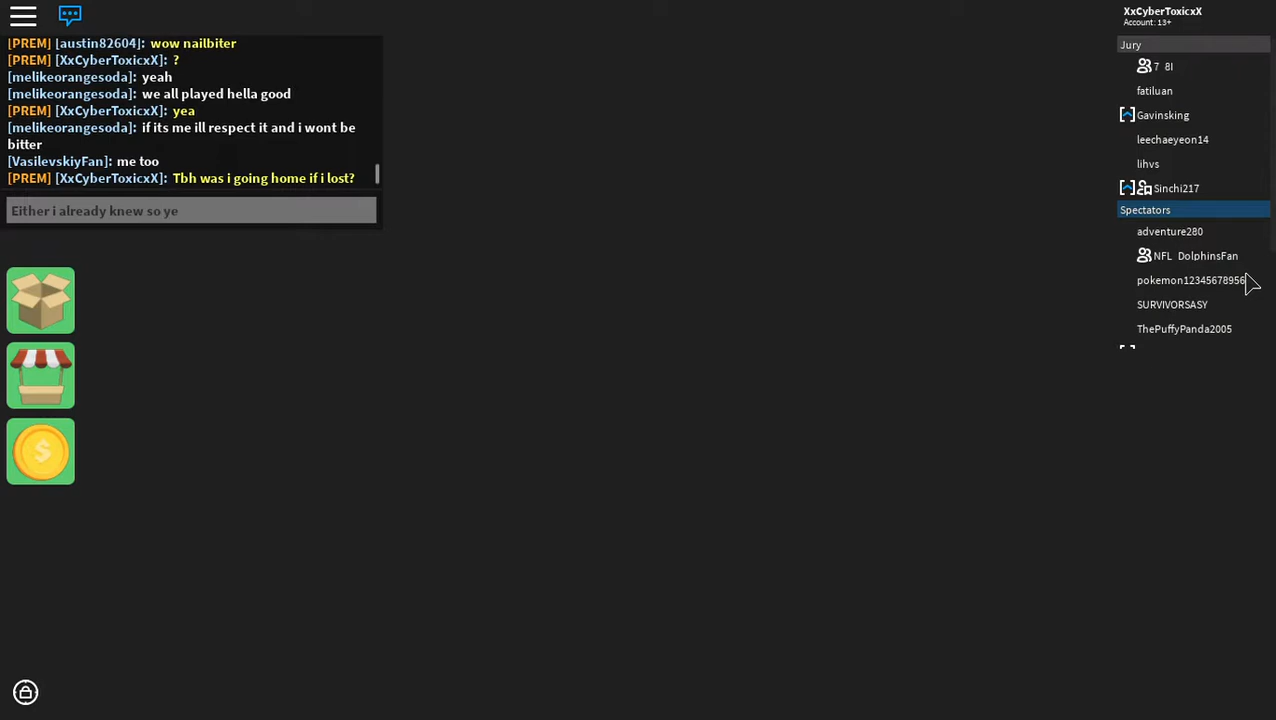 [PREM] [austin82604]: wow nailbiter
[PREM] [XxCyberToxicxX]: ?
[melikeorangesoda]: yeah
[melikeorangesoda]: we all played hella good
[PREM] [XxCyberToxicxX]: yea
[melikeorangesoda]: if its me ill respect it and i wont be
bitter
[VasilevskiyFan]: me too
[PREM] [XxCyberToxicxX]: Tbh was i going home if i lost?
Either i already knew so ye
XxCyberToxicxX
Account: 13+
Jury
7_8I
fatiluan
Gavinsking
leechaeyeon14
lihvs
Sinchi217
Spectators
adventure280
NFL_DolphinsFan
pokemon12345678956
SURVIVORSASY
ThePuffyPanda2005